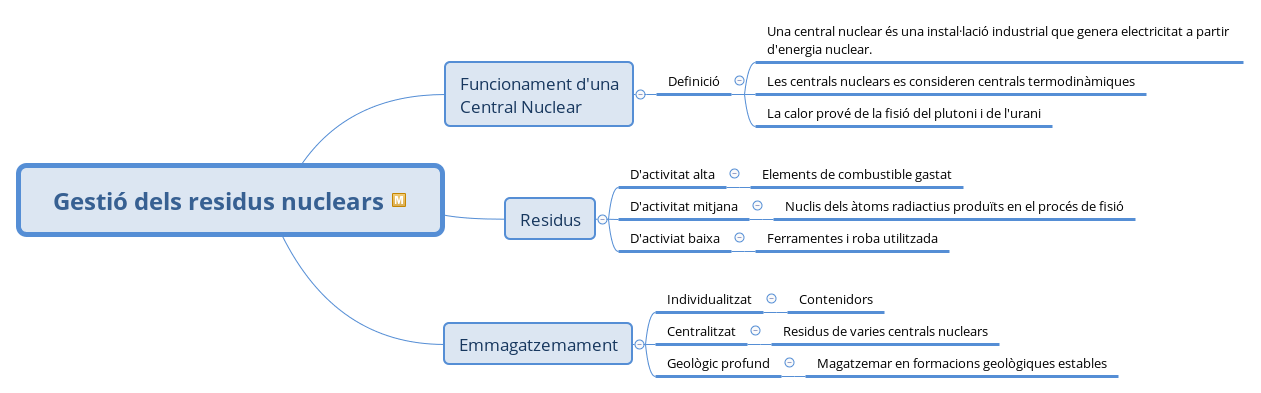 Gestió dels residus nuclears
M
Funcionament d'una
Central Nuclear
Definició
Una central nuclear és una instal·lació industrial que genera electricitat a partir
d'energia nuclear.
Les centrals nuclears es consideren centrals termodinàmiques
La calor prové de la fisió del plutoni i de l'urani
Residus
D'activitat alta
Elements de combustible gastat
D'activitat mitjana
Nuclis dels àtoms radiactius produïts en el procés de fisió
D'activiat baixa
Ferramentes i roba utilitzada
Emmagatzemament
Individualitzat
Contenidors
Centralitzat
Residus de varies centrals nuclears
Geològic profund
Magatzemar en formacions geològiques estables